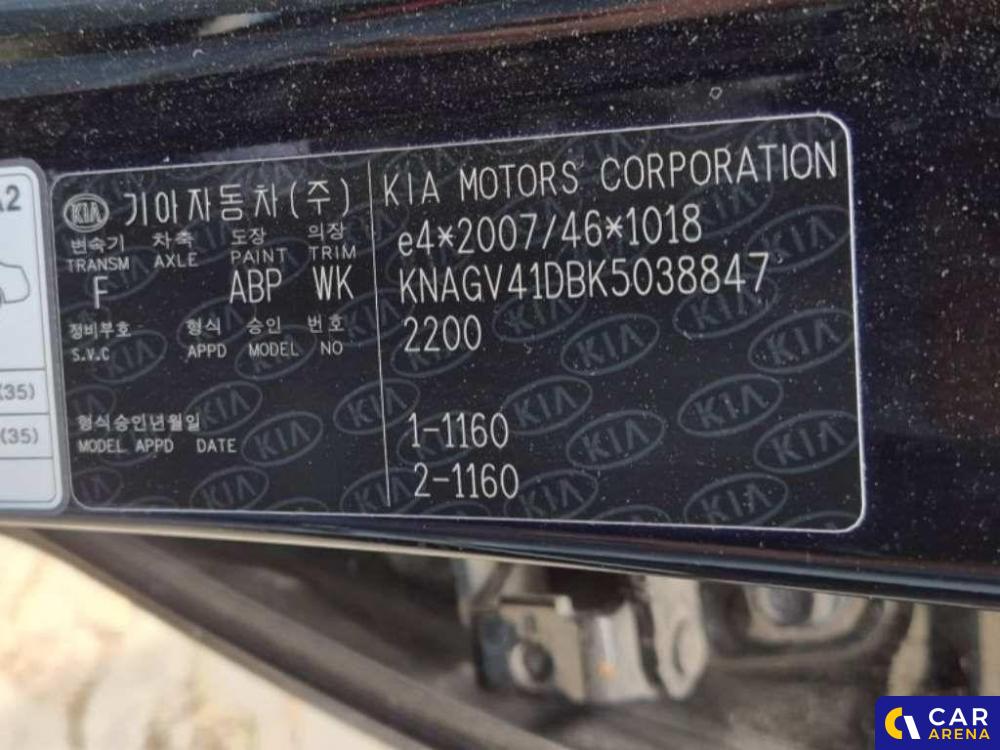 A2
(35)
(35)
KIA 기아자동차(주)
변속기 차축 도장 의장
TRANSM AXLE PAINT TRIM
F ABP WK
정비부호 형식 승인 번호
S.V.C APPD MODEL NO
형식승인년월일
MODEL APPD DATE
KIA MOTORS CORPORATION
e4*2007/46*1018
KNAGV41DBK5038847
2200
1-1160
2-1160
CAR
ARENA